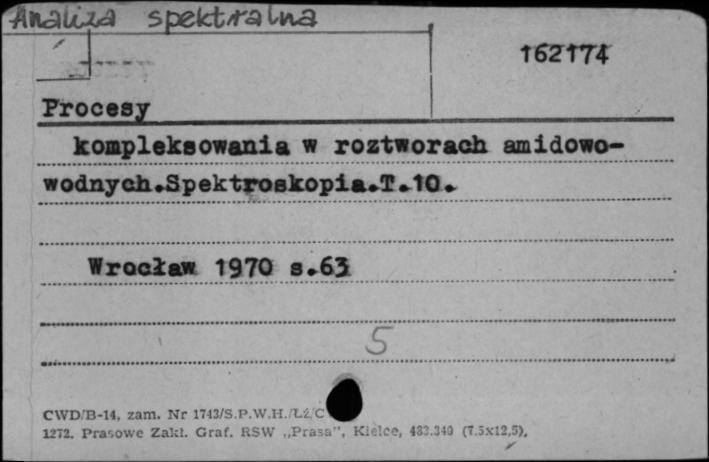 Analiza spektralna
162174
Procesy
kompleksowania w roztworach amidowo-
wodnych.Spektroskopia.T.10.
Wrocław 1970 s.63
5
CWD/B-14, zam. Nr 1743/S.P.W.H./Łź/C
1272. Prasowe Zakł. Graf. RSW „Prasa”, Kielce, 483.340 (7.5x12,5),